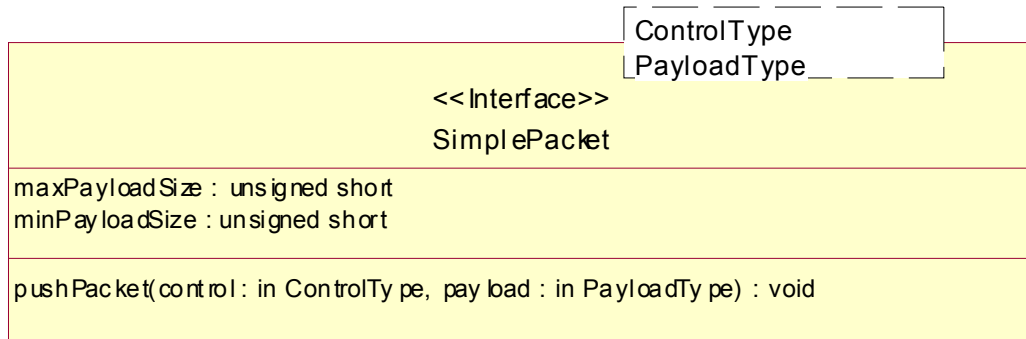 ControlType
PayloadType
<<Interface>>
SimplePacket
maxPayloadSize : unsigned short
minPayloadSize : unsigned short
pushPacket(control : in ControlType, payload : in PayloadType) : void